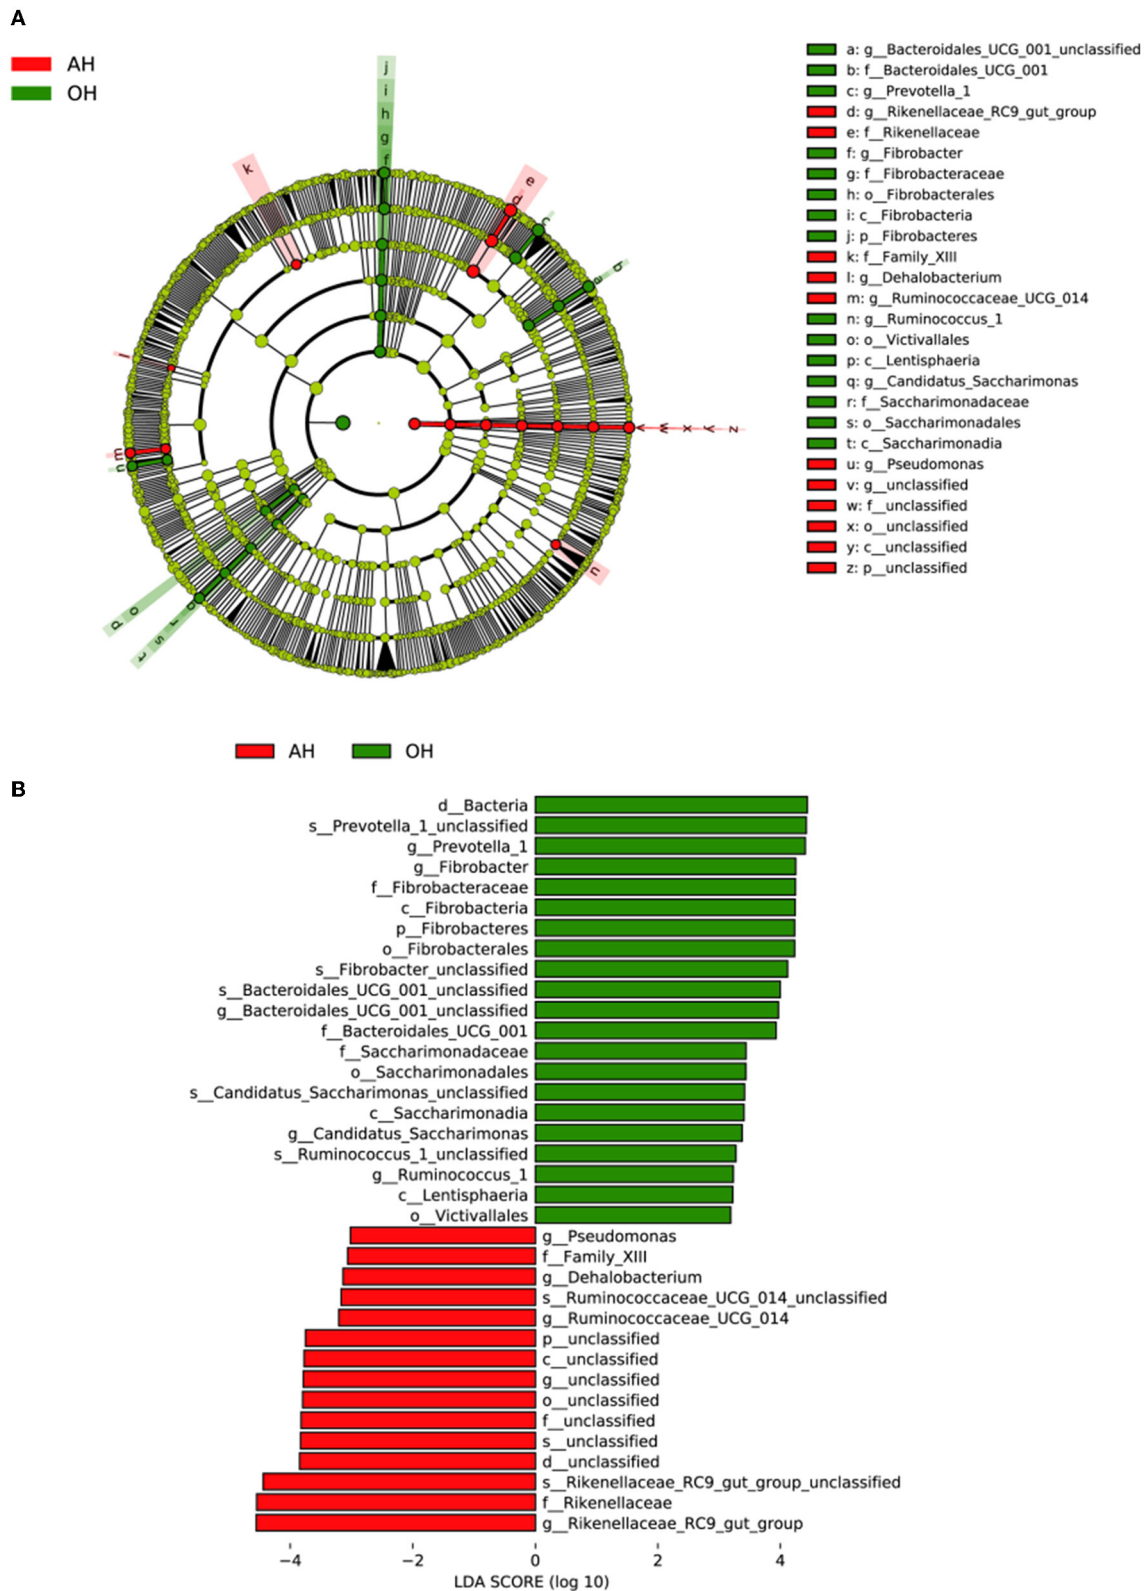 A
AH
OH
a: g__Bacteroidales_UCG_001_unclassified
b: f__Bacteroidales_UCG_001
c: g__Prevotella_1
d: g__Rikenellaceae_RC9_gut_group
e: f__Rikenellaceae
f: g__Fibrobacter
g: f__Fibrobacteraceae
h: o__Fibrobacterales
i: c__Fibrobacteria
j: p__Fibrobacteres
k: f__Family_XIII
l: g__Dehalobacterium
m: g__Ruminococcaceae_UCG_014
n: g__Ruminococcus_1
o: o__Victivallales
p: c__Lentisphaeria
q: g__Candidatus_Saccharimonas
r: f__Saccharimonadaceae
s: o__Saccharimonadales
t: c__Saccharimonadia
u: g__Pseudomonas
v: g__unclassified
w: f__unclassified
x: o__unclassified
y: c__unclassified
z: p__unclassified
j
i
h
g
f
k
e
d
c
b
a
l
m
n
v w x y z
u
o
p
q
r
s
t
AH OH
B
d__Bacteria
s__Prevotella_1_unclassified
g__Prevotella_1
g__Fibrobacter
f__Fibrobacteraceae
c__Fibrobacteria
p__Fibrobacteres
o__Fibrobacterales
s__Fibrobacter_unclassified
s__Bacteroidales_UCG_001_unclassified
g__Bacteroidales_UCG_001_unclassified
f__Bacteroidales_UCG_001
f__Saccharimonadaceae
o__Saccharimonadales
s__Candidatus_Saccharimonas_unclassified
c__Saccharimonadia
g__Candidatus_Saccharimonas
s__Ruminococcus_1_unclassified
g__Ruminococcus_1
c__Lentisphaeria
o__Victivallales
g__Pseudomonas
f__Family_XIII
g__Dehalobacterium
s__Ruminococcaceae_UCG_014_unclassified
g__Ruminococcaceae_UCG_014
p__unclassified
c__unclassified
g__unclassified
o__unclassified
f__unclassified
s__unclassified
d__unclassified
s__Rikenellaceae_RC9_gut_group_unclassified
f__Rikenellaceae
g__Rikenellaceae_RC9_gut_group
−4 −2 0 2 4
LDA SCORE (log 10)